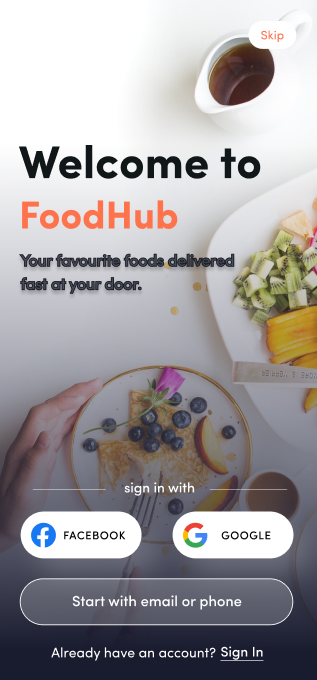 Skip
Welcome to
FoodHub
Your favourite foods delivered
fast at your door.
sign in with
FACEBOOK
GOOGLE
Start with email or phone
Already have an account? Sign In